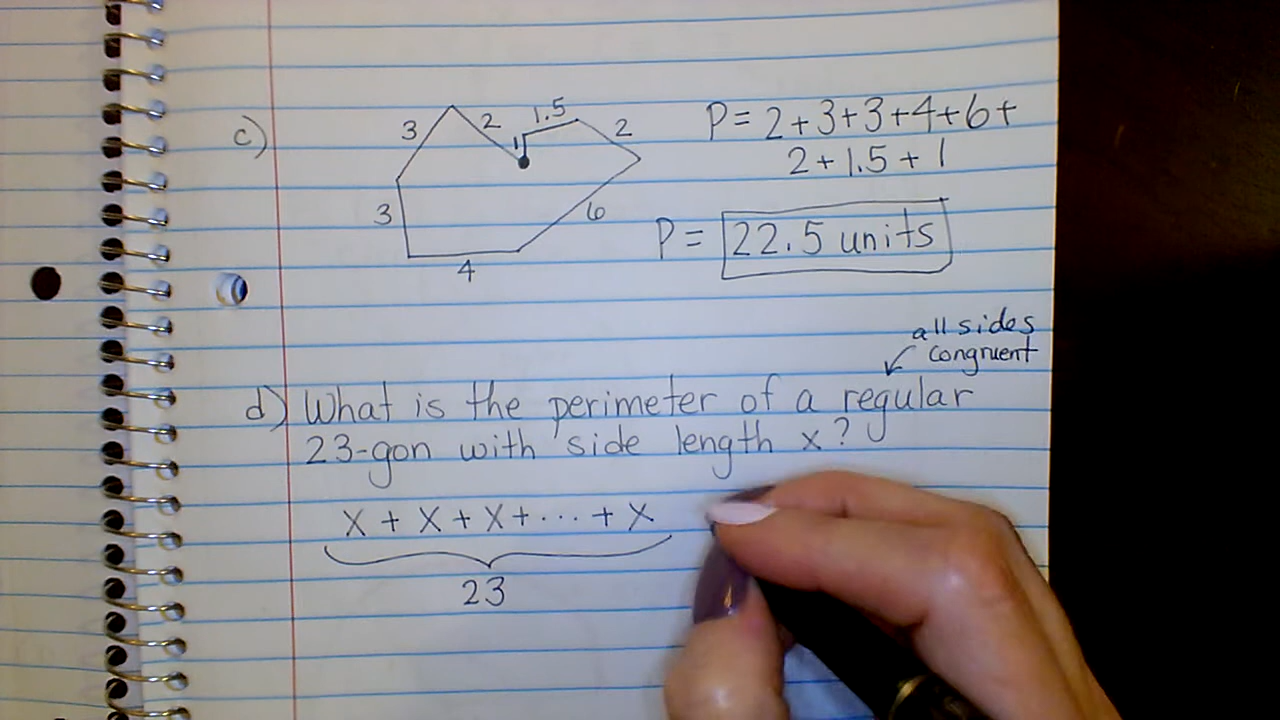 c)
3
2
1
1.5
2
3
6
4
P = 2+3+3+4+6+
2 + 1.5 + 1
P = 22.5 units
all sides
congruent
d) What is the perimeter of a regular
23-gon with side length x?
x + x + x + ... + x
23